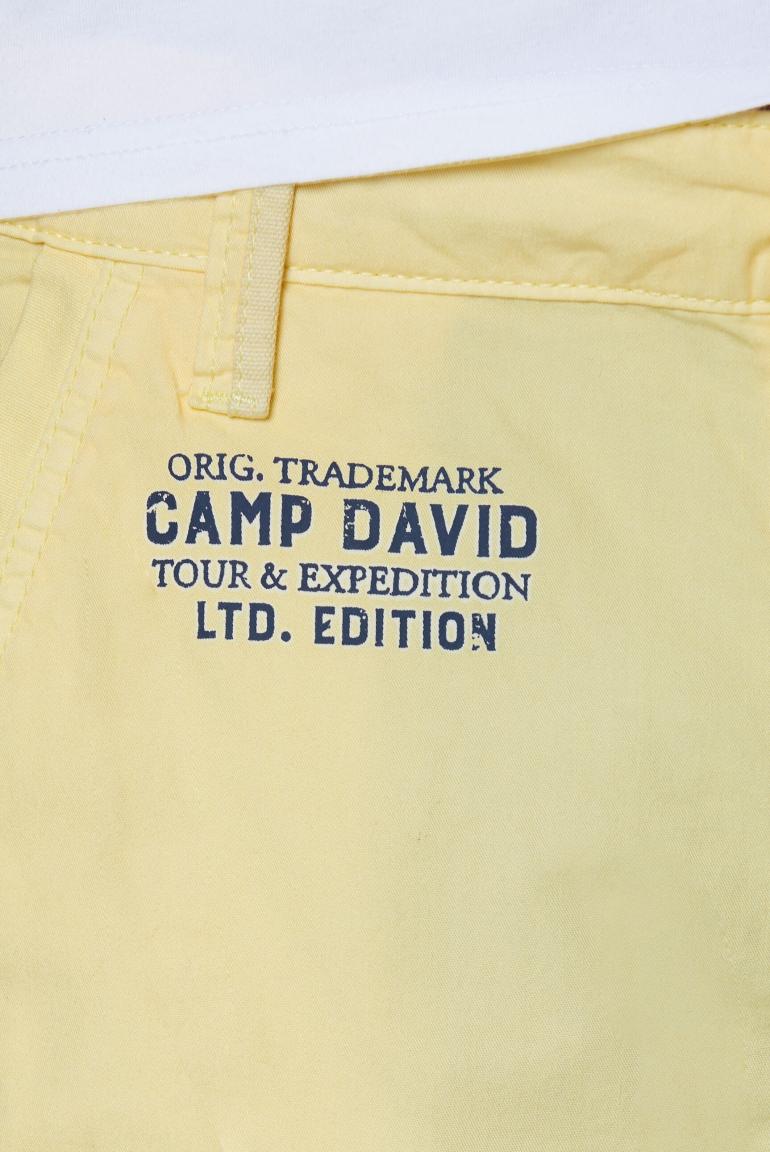 ORIG. TRADEMARK
CAMP DAVID
TOUR & EXPEDITION
LTD. EDITION